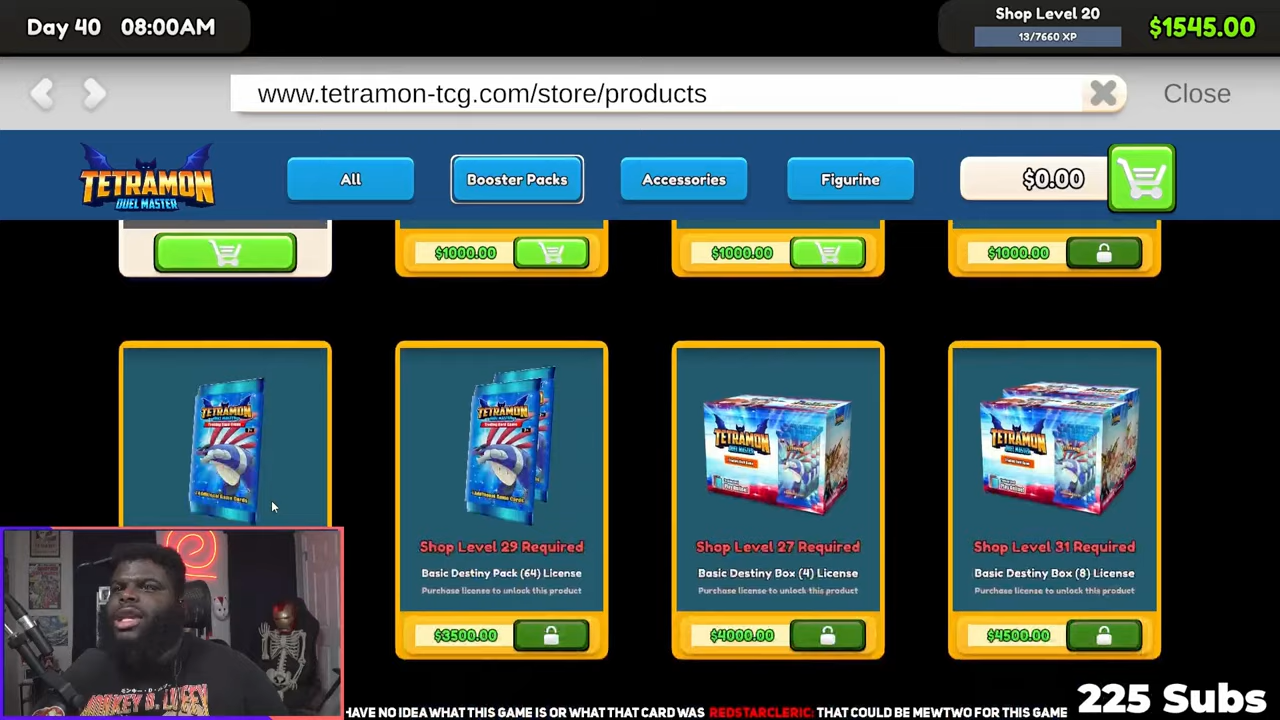 Day 40 08:00AM
Shop Level 20
13/7660 XP
$1545.00
www.tetramon-tcg.com/store/products
Close
TETRAMON
DUEL MASTER
All
Booster Packs
Accessories
Figurine
$0.00
$1000.00
$1000.00
$1000.00
TETRAMON
TETRAMON
TETRAMON
TETRAMON
Shop Level 29 Required
Basic Destiny Pack (64) License
Purchase license to unlock this product
$3500.00
Shop Level 27 Required
Basic Destiny Box (4) License
Purchase license to unlock this product
$4000.00
Shop Level 31 Required
Basic Destiny Box (8) License
Purchase license to unlock this product
$4500.00
225 Subs
HAVE NO IDEA WHAT THIS GAME IS OR WHAT THAT CARD WAS REDSTARCLERIC: THAT COULD BE MEWTWO FOR THIS GAME